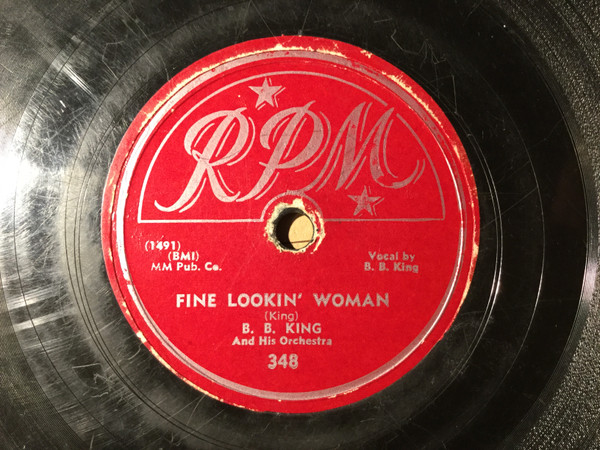 RPM
(1491)
(BMI)
MM Pub. Co.
Vocal by
B. B. King
FINE LOOKIN' WOMAN
(King)
B. B. KING
And His Orchestra
348